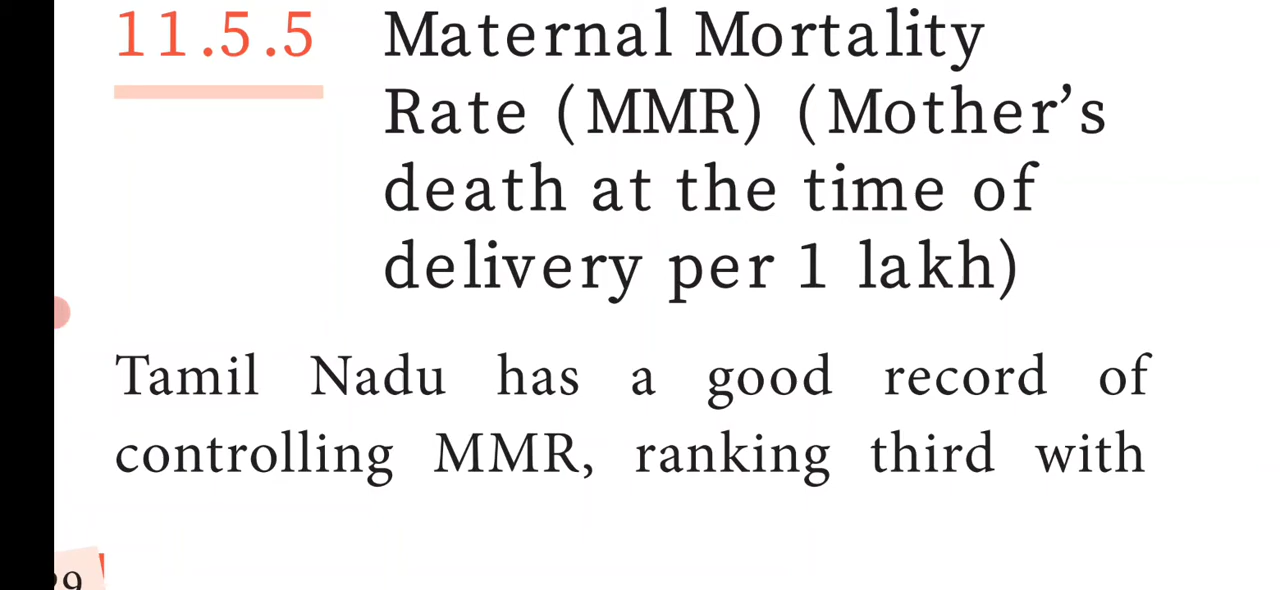 11.5.5 Maternal Mortality
Rate (MMR) (Mother’s
death at the time of
delivery per 1 lakh)
Tamil Nadu has a good record of
controlling MMR, ranking third with
9